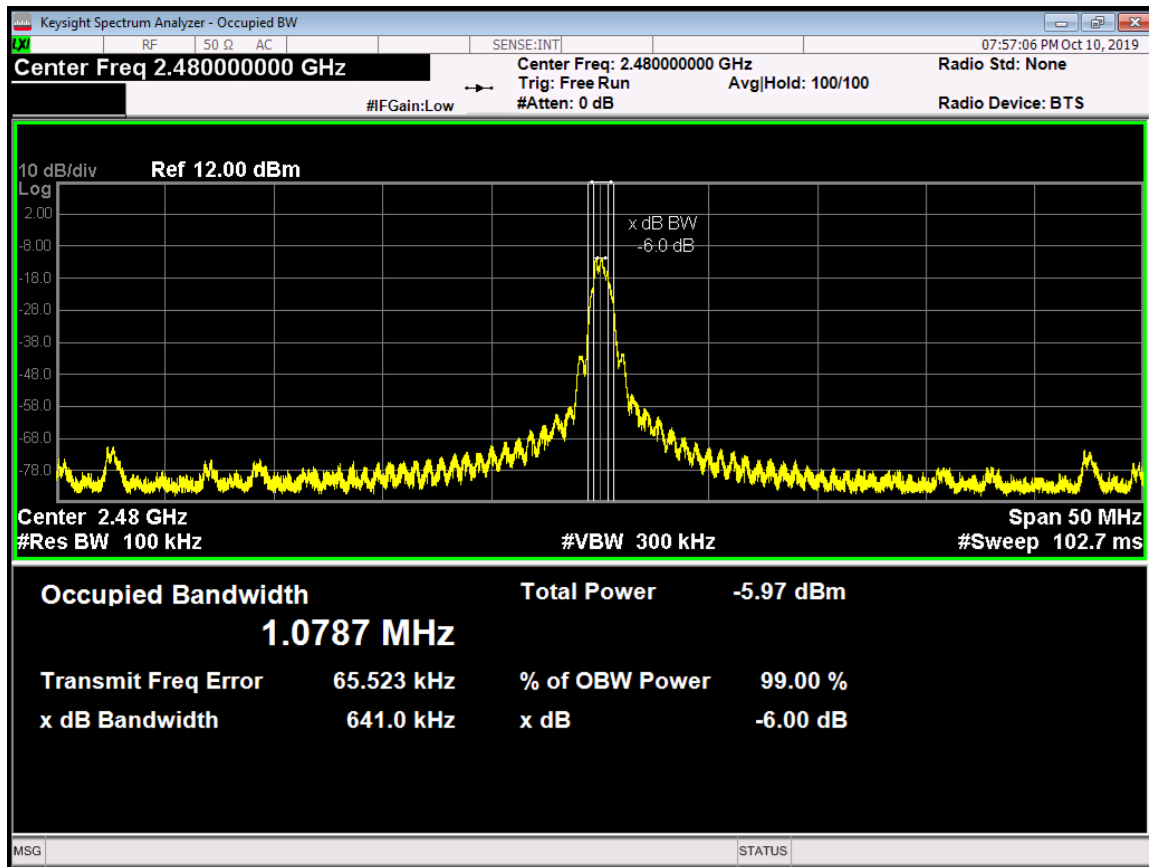 Keysight Spectrum Analyzer - Occupied BW
LXI RF 50 Ω AC SENSE:INT 07:57:06 PM Oct 10, 2019
Center Freq 2.480000000 GHz
#IFGain:Low
Center Freq: 2.480000000 GHz
Trig: Free Run Avg|Hold: 100/100
#Atten: 0 dB
Radio Std: None
Radio Device: BTS
10 dB/div Ref 12.00 dBm
Log
2.00
-8.00
-18.0
-28.0
-38.0
-48.0
-58.0
-68.0
-78.0
x dB BW
-6.0 dB
Center 2.48 GHz Span 50 MHz
#Res BW 100 kHz #VBW 300 kHz #Sweep 102.7 ms
Occupied Bandwidth Total Power -5.97 dBm
1.0787 MHz
Transmit Freq Error 65.523 kHz % of OBW Power 99.00 %
x dB Bandwidth 641.0 kHz x dB -6.00 dB
MSG STATUS